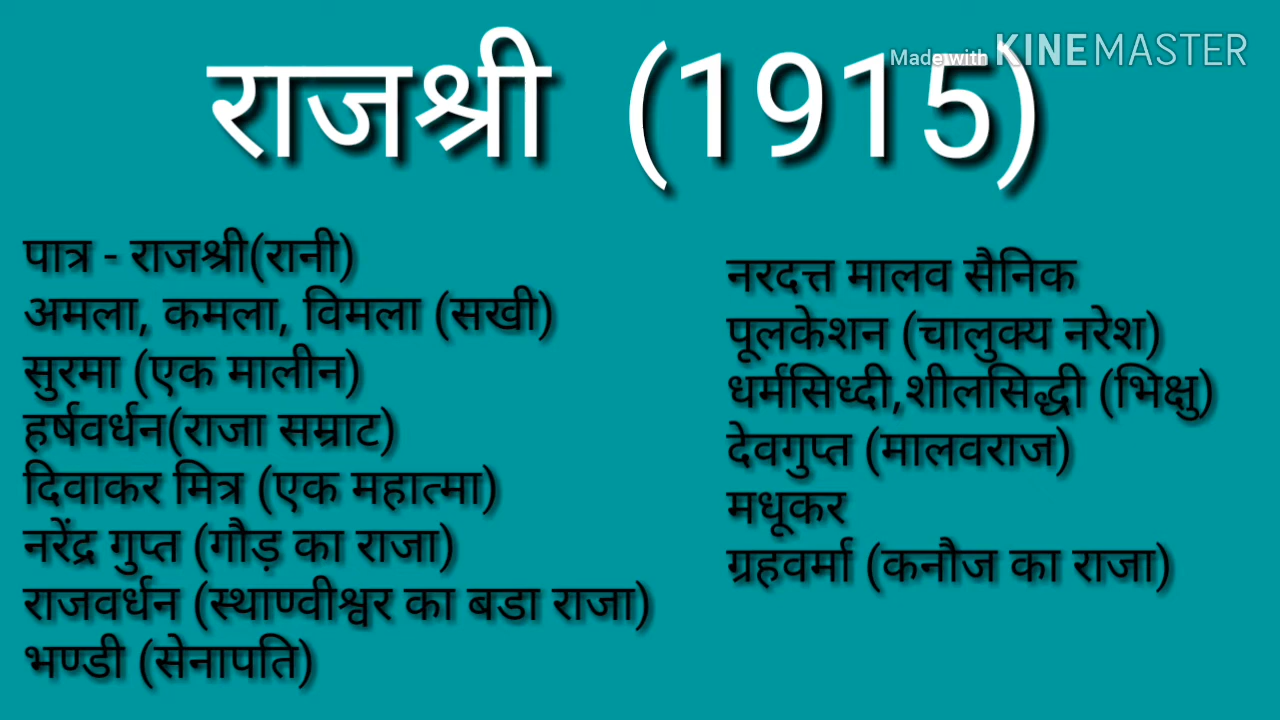 Made with KINEMASTER
राजश्री (1915)
पात्र - राजश्री(रानी)
अमला, कमला, विमला (सखी)
सुरमा (एक मालीन)
हर्षवर्धन(राजा सम्राट)
दिवाकर मित्र (एक महात्मा)
नरेंद्र गुप्त (गौड़ का राजा)
राजवर्धन (स्थाण्वीश्वर का बडा राजा)
भण्डी (सेनापति)
नरदत्त मालव सैनिक
पूलकेशन (चालुक्य नरेश)
धर्मसिध्दी,शीलसिद्धी (भिक्षु)
देवगुप्त (मालवराज)
मधूकर
ग्रहवर्मा (कनौज का राजा)